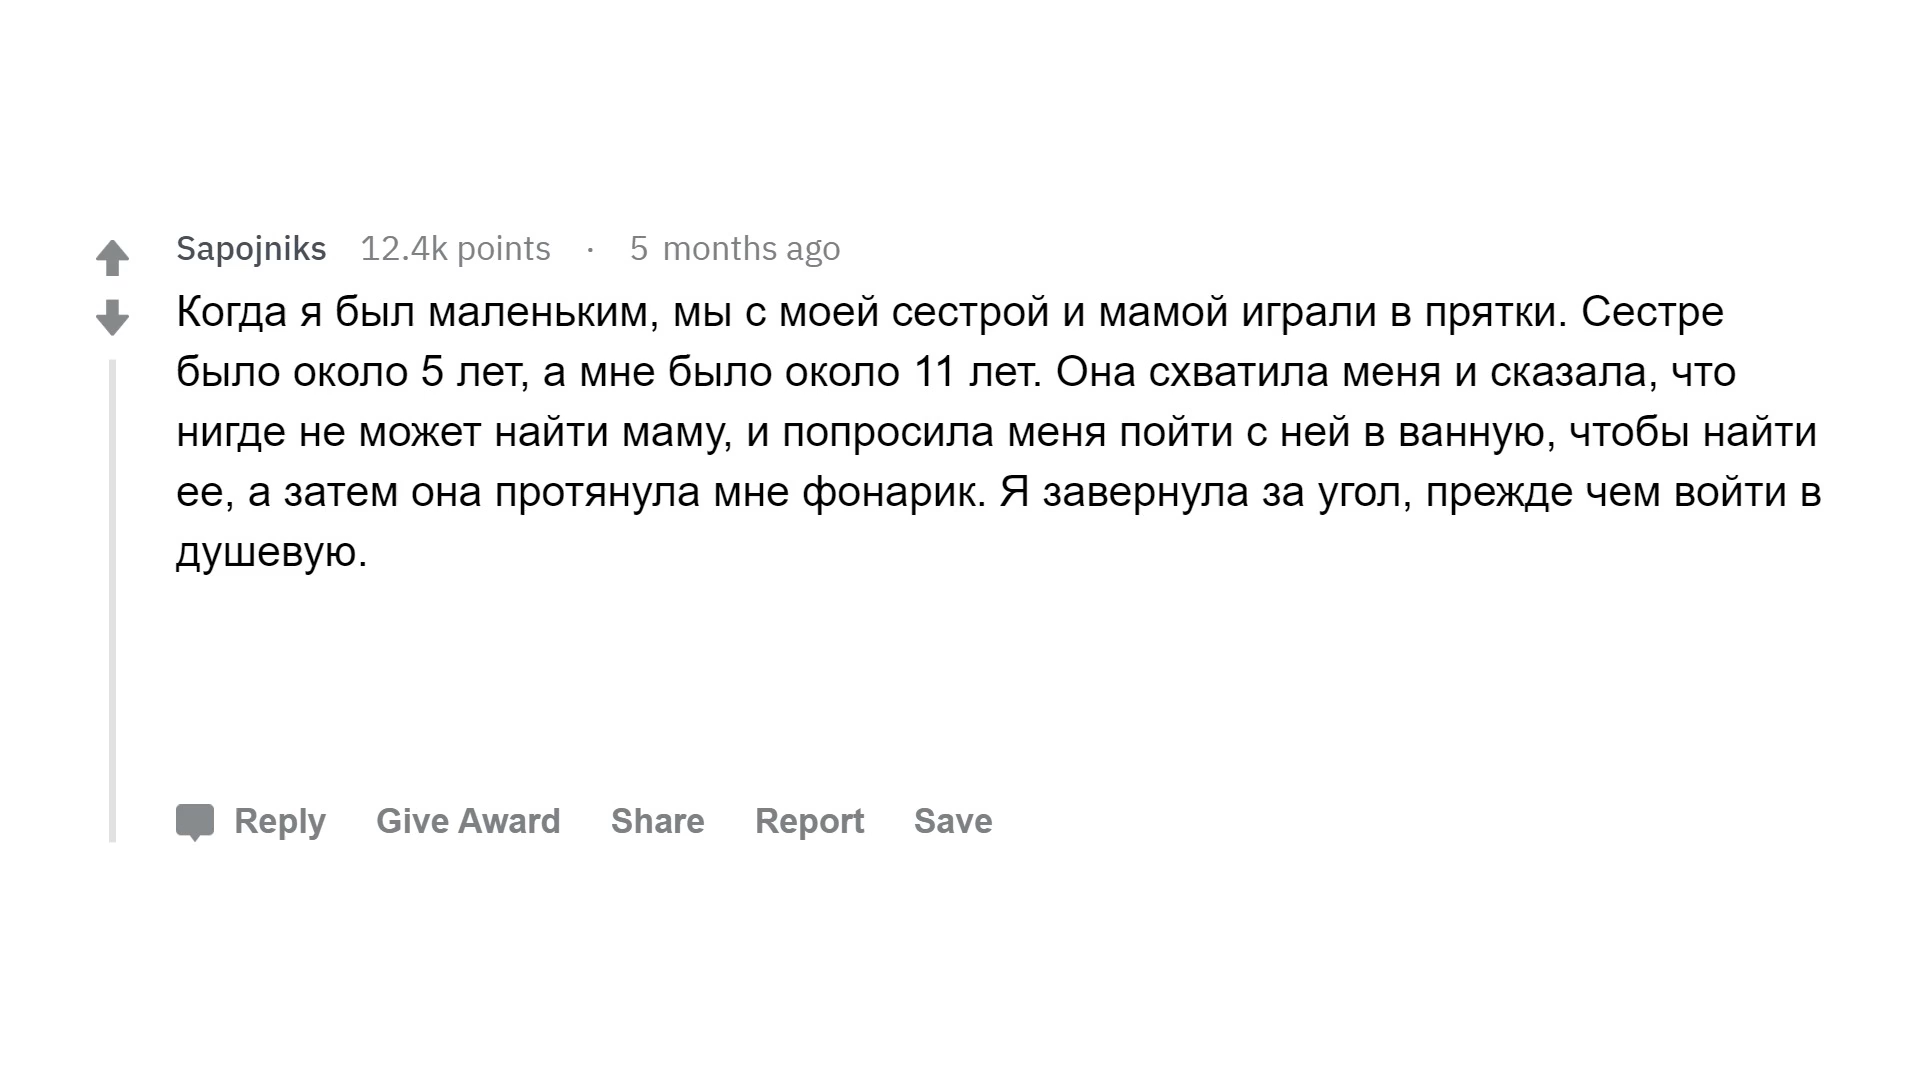 Sapojniks 12.4k points · 5 months ago
Когда я был маленьким, мы с моей сестрой и мамой играли в прятки. Сестре
было около 5 лет, а мне было около 11 лет. Она схватила меня и сказала, что
нигде не может найти маму, и попросила меня пойти с ней в ванную, чтобы найти
ее, а затем она протянула мне фонарик. Я завернула за угол, прежде чем войти в
душевую.
Reply Give Award Share Report Save